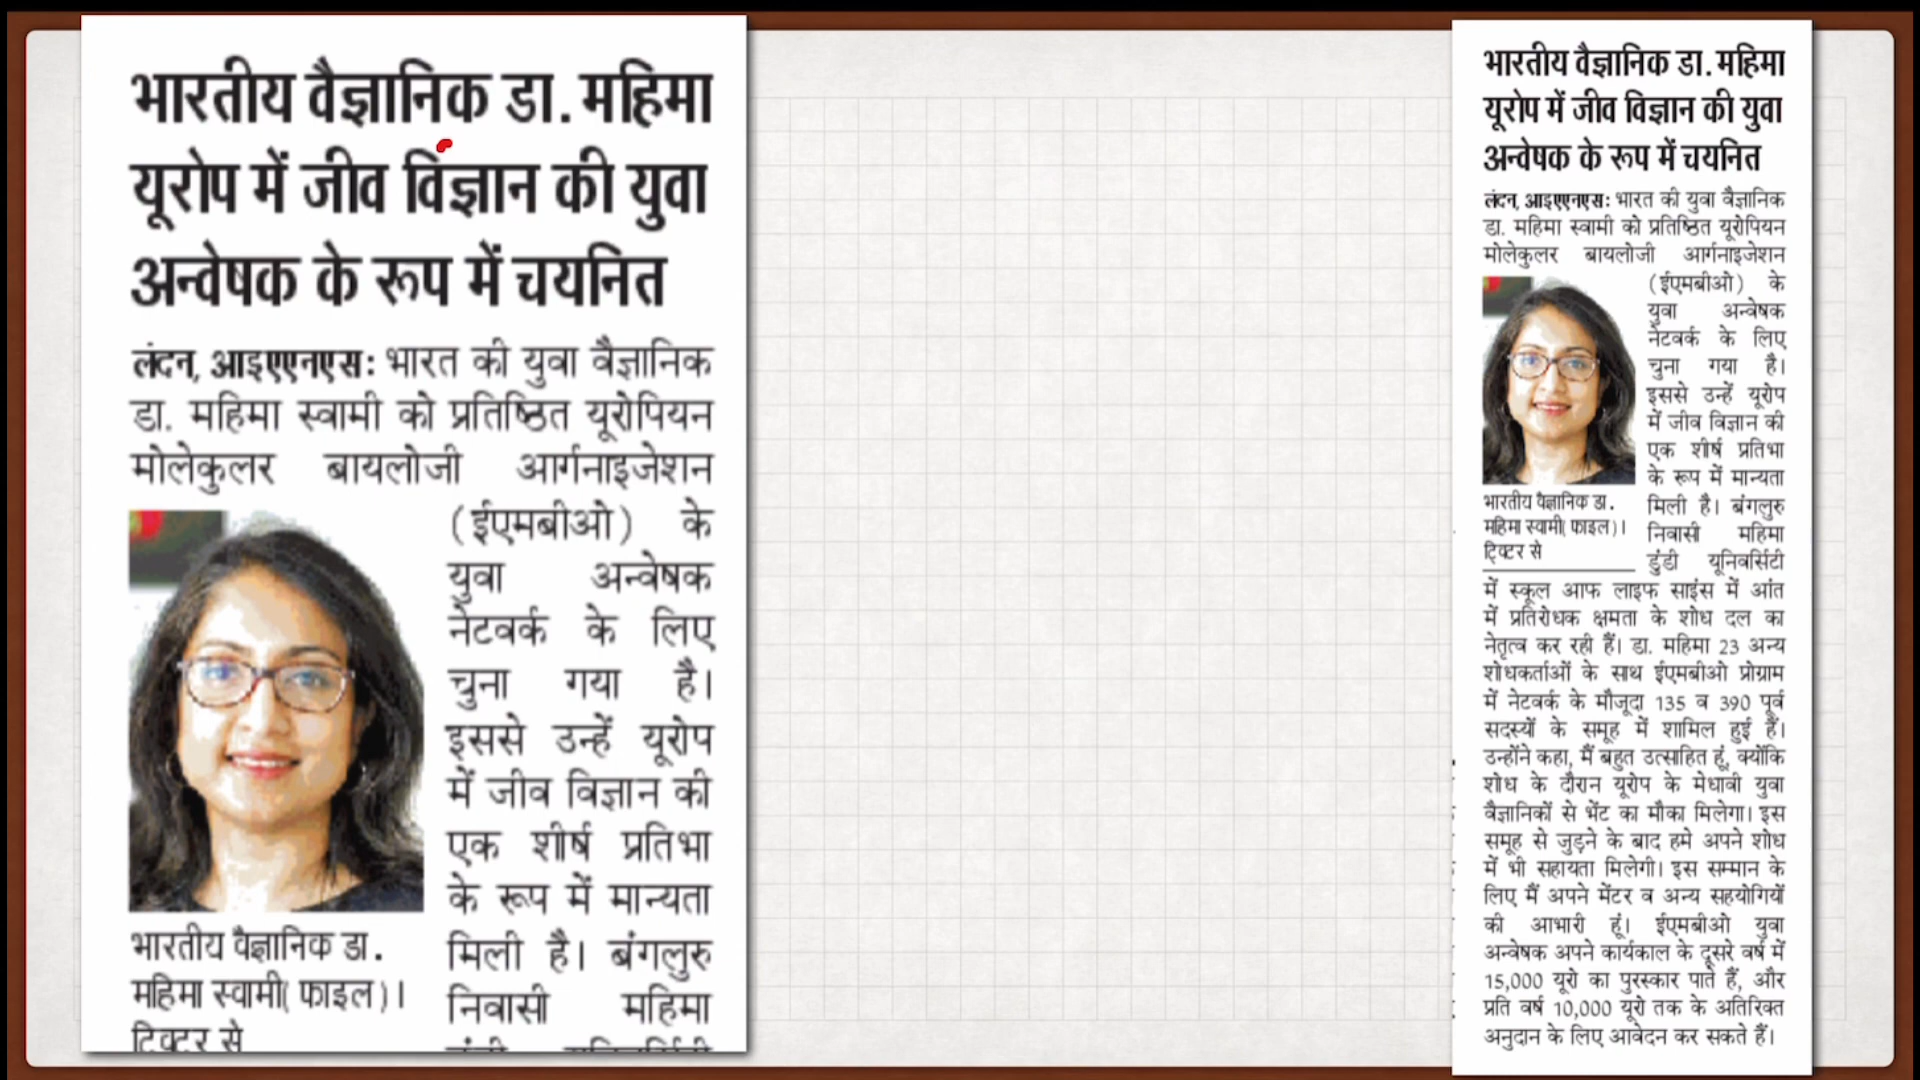 भारतीय वैज्ञानिक डा. महिमा
यूरोप में जीव विज्ञान की युवा
अन्वेषक के रूप में चयनित
लंदन, आइएएनएसः भारत की युवा वैज्ञानिक
डा. महिमा स्वामी को प्रतिष्ठित यूरोपियन
मोलेकुलर बायलोजी आर्गनाइजेशन
(ईएमबीओ) के
युवा अन्वेषक
नेटवर्क के लिए
चुना गया है।
इससे उन्हें यूरोप
में जीव विज्ञान की
एक शीर्ष प्रतिभा
के रूप में मान्यता
मिली है। बंगलुरु
निवासी महिमा
भारतीय वैज्ञानिक डा.
महिमा स्वामी( फाइल)।
ट्विटर से
भारतीय वैज्ञानिक डा. महिमा
यूरोप में जीव विज्ञान की युवा
अन्वेषक के रूप में चयनित
लंदन, आइएएनएसः भारत की युवा वैज्ञानिक
डा. महिमा स्वामी को प्रतिष्ठित यूरोपियन
मोलेकुलर बायलोजी आर्गनाइजेशन
(ईएमबीओ) के
युवा अन्वेषक
नेटवर्क के लिए
चुना गया है।
इससे उन्हें यूरोप
में जीव विज्ञान की
एक शीर्ष प्रतिभा
के रूप में मान्यता
मिली है। बंगलुरु
निवासी महिमा
डुंडी यूनिवर्सिटी
भारतीय वैज्ञानिक डा.
महिमा स्वामी( फाइल)।
ट्विटर से
में स्कूल आफ लाइफ साइंस में आंत
में प्रतिरोधक क्षमता के शोध दल का
नेतृत्व कर रही हैं। डा. महिमा 23 अन्य
शोधकर्ताओं के साथ ईएमबीओ प्रोग्राम
में नेटवर्क के मौजूदा 135 व 390 पूर्व
सदस्यों के समूह में शामिल हुई हैं।
उन्होंने कहा, मैं बहुत उत्साहित हूं, क्योंकि
शोध के दौरान यूरोप के मेधावी युवा
वैज्ञानिकों से भेंट का मौका मिलेगा। इस
समूह से जुड़ने के बाद हमे अपने शोध
में भी सहायता मिलेगी। इस सम्मान के
लिए मैं अपने मेंटर व अन्य सहयोगियों
की आभारी हूं। ईएमबीओ युवा
अन्वेषक अपने कार्यकाल के दूसरे वर्ष में
15,000 यूरो का पुरस्कार पाते हैं, और
प्रति वर्ष 10,000 यूरो तक के अतिरिक्त
अनुदान के लिए आवेदन कर सकते हैं।